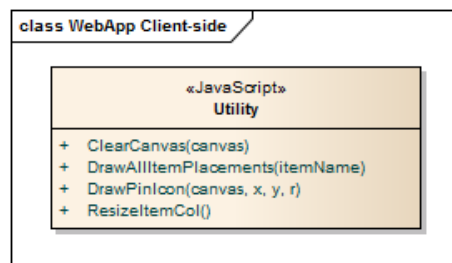 class WebApp Client-side
«JavaScript»
Utility
+ ClearCanvas(canvas)
+ DrawAllItemPlacements(itemName)
+ DrawPinIcon(canvas, x, y, r)
+ ResizeItemCol()